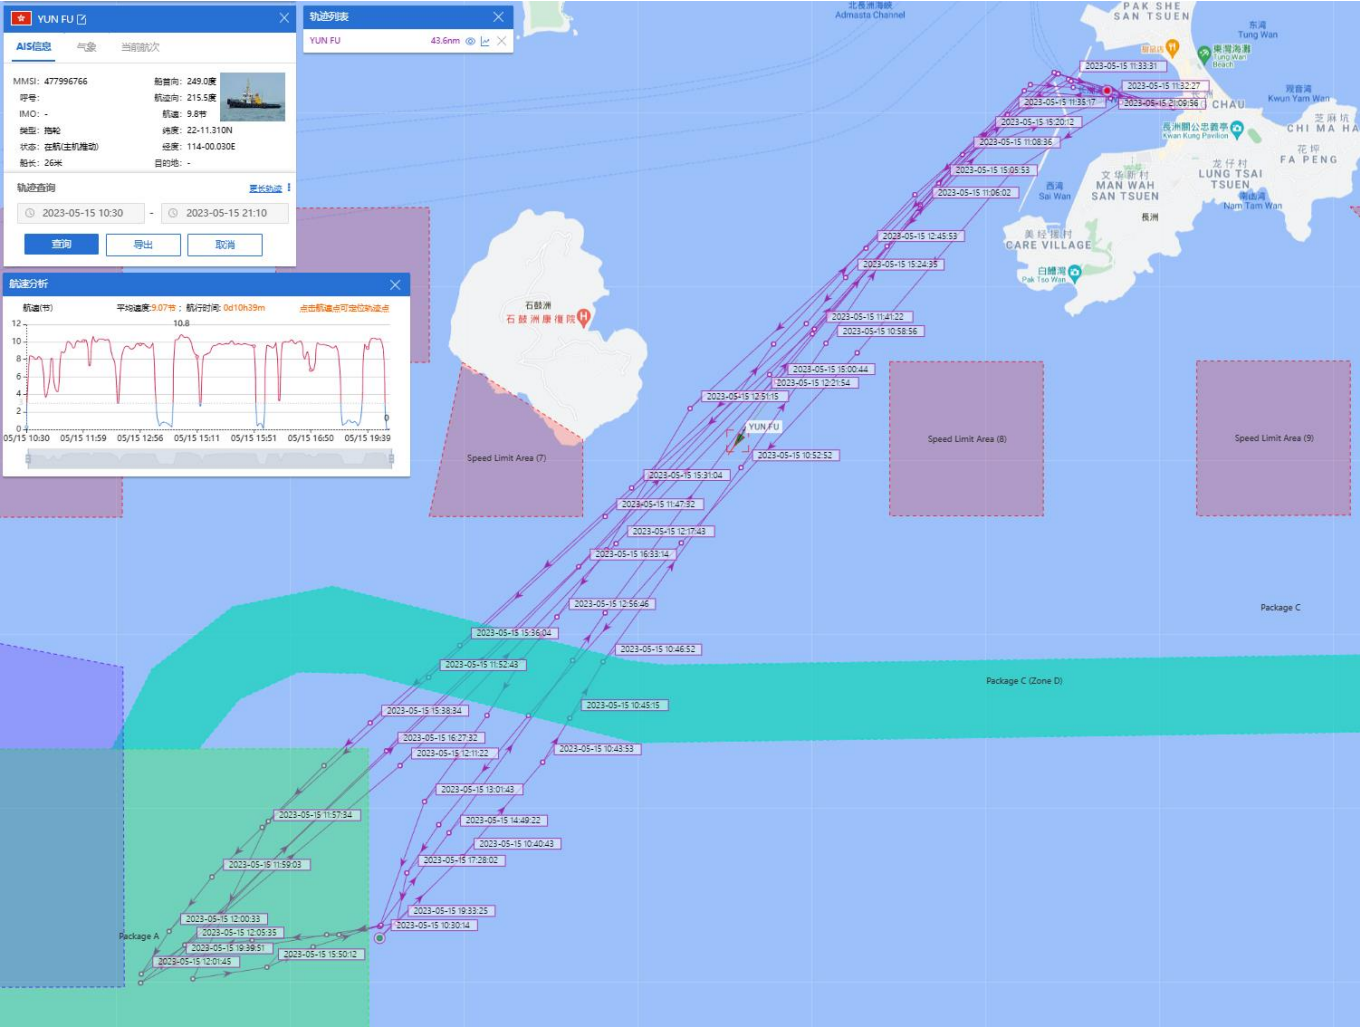 YUN FU
AIS信息
气象
当前航次
MMSI: 477996766
船首向: 249.0度
呼号:
航迹向: 215.5度
IMO: -
航速: 9.8节
类型: 拖轮
纬度: 22-11.310N
状态: 在航(主机推动)
经度: 114-00.030E
船长: 26米
目的地: -
轨迹查询
更长轨迹
2023-05-15 10:30
-
2023-05-15 21:10
查询
导出
取消
轨迹列表
YUN FU
43.6nm
航速分析
航速(节)
平均速度:9.07节 ; 航行时间: 0d10h39m
点击航速点可定位轨迹点
10.8
12
10
8
6
4
2
0
0
05/15 10:30
05/15 11:59
05/15 12:56
05/15 15:11
05/15 15:51
05/15 16:50
05/15 19:39
北長洲海峽
Adamasta Channel
PAK SHE
SAN TSUEN
东湾
Tung Wan
東灣海灘
Tung Wan
Beach
观音湾
Kwun Yam Wan
CHAU
芝麻坑
CHI MA HA
長洲關公忠義亭
Kwan Kung Pavilion
花坪
FA PENG
龙仔村
LUNG TSAI
TSUEN
文华新村
MAN WAH
SAN TSUEN
西湾
Sai Wan
南氹湾
Nam Tam Wan
長洲
美经援村
CARE VILLAGE
白鰽灣
Pak Tso Wan
石鼓洲
石鼓洲康復院
H
2023-05-15 11:33:31
2023-05-15 11:32:27
2023-05-15 11:35:17
2023-05-15 21:09:56
2023-05-15 15:20:12
2023-05-15 11:08:36
2023-05-15 15:05:53
2023-05-15 11:06:02
2023-05-15 12:45:53
2023-05-15 15:24:35
2023-05-15 11:41:22
2023-05-15 10:58:56
2023-05-15 15:00:44
2023-05-15 12:21:54
2023-05-15 12:51:15
YUN FU
2023-05-15 10:52:52
Speed Limit Area (7)
Speed Limit Area (8)
Speed Limit Area (9)
2023-05-15 15:31:04
2023-05-15 11:47:32
2023-05-15 12:17:43
2023-05-15 16:33:14
2023-05-15 12:56:46
Package C
2023-05-15 15:36:04
2023-05-15 10:46:52
2023-05-15 11:52:43
Package C (Zone D)
2023-05-15 10:45:15
2023-05-15 15:38:34
2023-05-15 16:27:32
2023-05-15 12:11:22
2023-05-15 10:43:53
2023-05-15 13:01:43
2023-05-15 11:57:34
2023-05-15 14:49:22
2023-05-15 10:40:43
2023-05-15 11:59:03
2023-05-15 17:28:02
2023-05-15 19:33:25
2023-05-15 12:00:33
2023-05-15 10:30:14
2023-05-15 12:05:35
Package A
2023-05-15 19:39:51
2023-05-15 15:50:12
2023-05-15 12:01:45